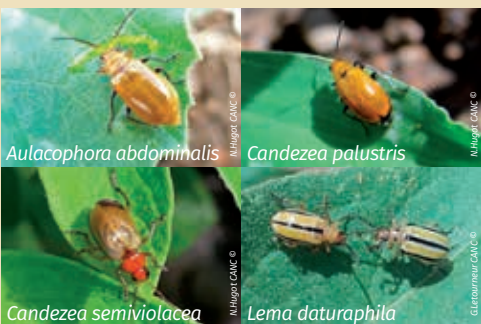 Aulacophora abdominalis
N.Hugot CANC ©
Candezea palustris
N.Hugot CANC ©
Candezea semiviolacea
N.Hugot CANC ©
Lema daturaphila
G.Letourneur CANC ©